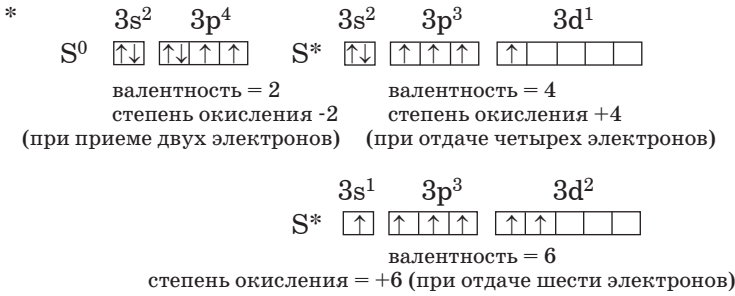 * 3s² 3p⁴ 3s² 3p³ 3d¹
S⁰ ↑↓ ↑↓ ↑ ↑ S* ↑↓ ↑ ↑ ↑ ↑
валентность = 2 валентность = 4
степень окисления -2 степень окисления +4
(при приеме двух электронов) (при отдаче четырех электронов)
3s¹ 3p³ 3d²
S* ↑ ↑ ↑ ↑ ↑ ↑
валентность = 6
степень окисления = +6 (при отдаче шести электронов)